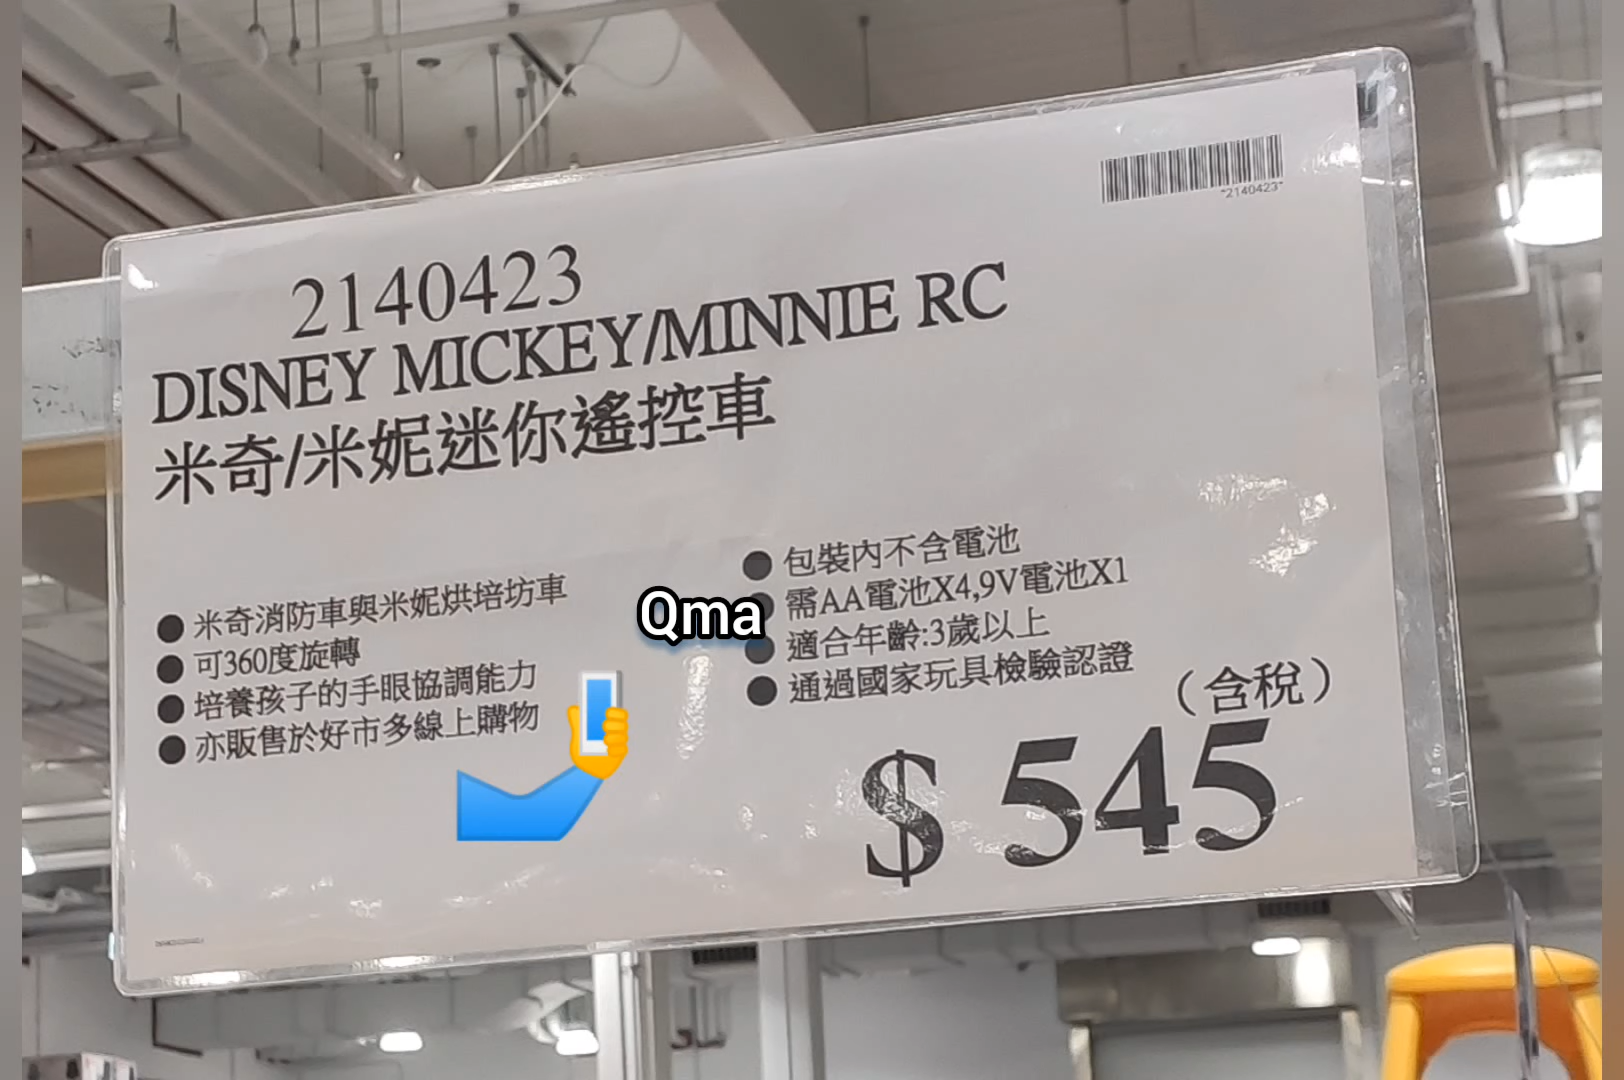 *2140423*
2140423
DISNEY MICKEY/MINNIE RC
米奇/米妮迷你遙控車
●米奇消防車與米妮烘培坊車
●可360度旋轉
●培養孩子的手眼協調能力
●亦販售於好市多線上購物
Qma
●包裝內不含電池
●需AA電池X4,9V電池X1
●適合年齡:3歲以上
●通過國家玩具檢驗認證
(含稅)
$ 545